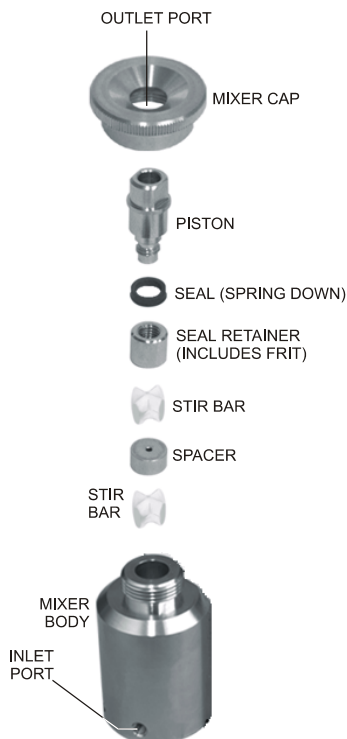 OUTLET PORT
MIXER CAP
PISTON
SEAL (SPRING DOWN)
SEAL RETAINER
(INCLUDES FRIT)
STIR BAR
SPACER
STIR
BAR
MIXER
BODY
INLET
PORT